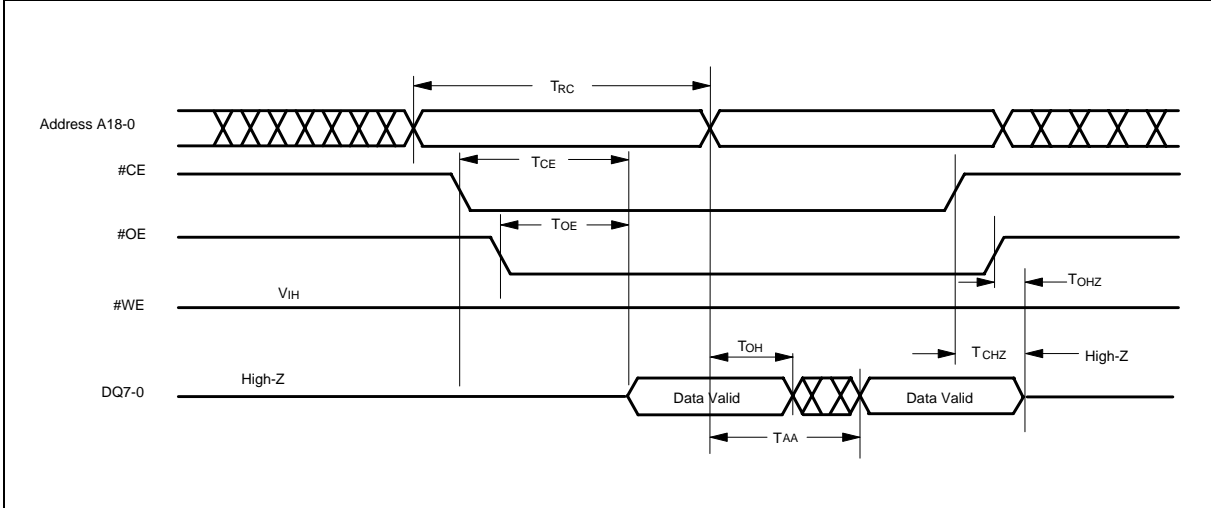 TRC
Address A18-0
TCE
#CE
TOE
#OE
TOHZ
VIH
#WE
TOH
TCHZ
High-Z
High-Z
DQ7-0
Data Valid
Data Valid
TAA